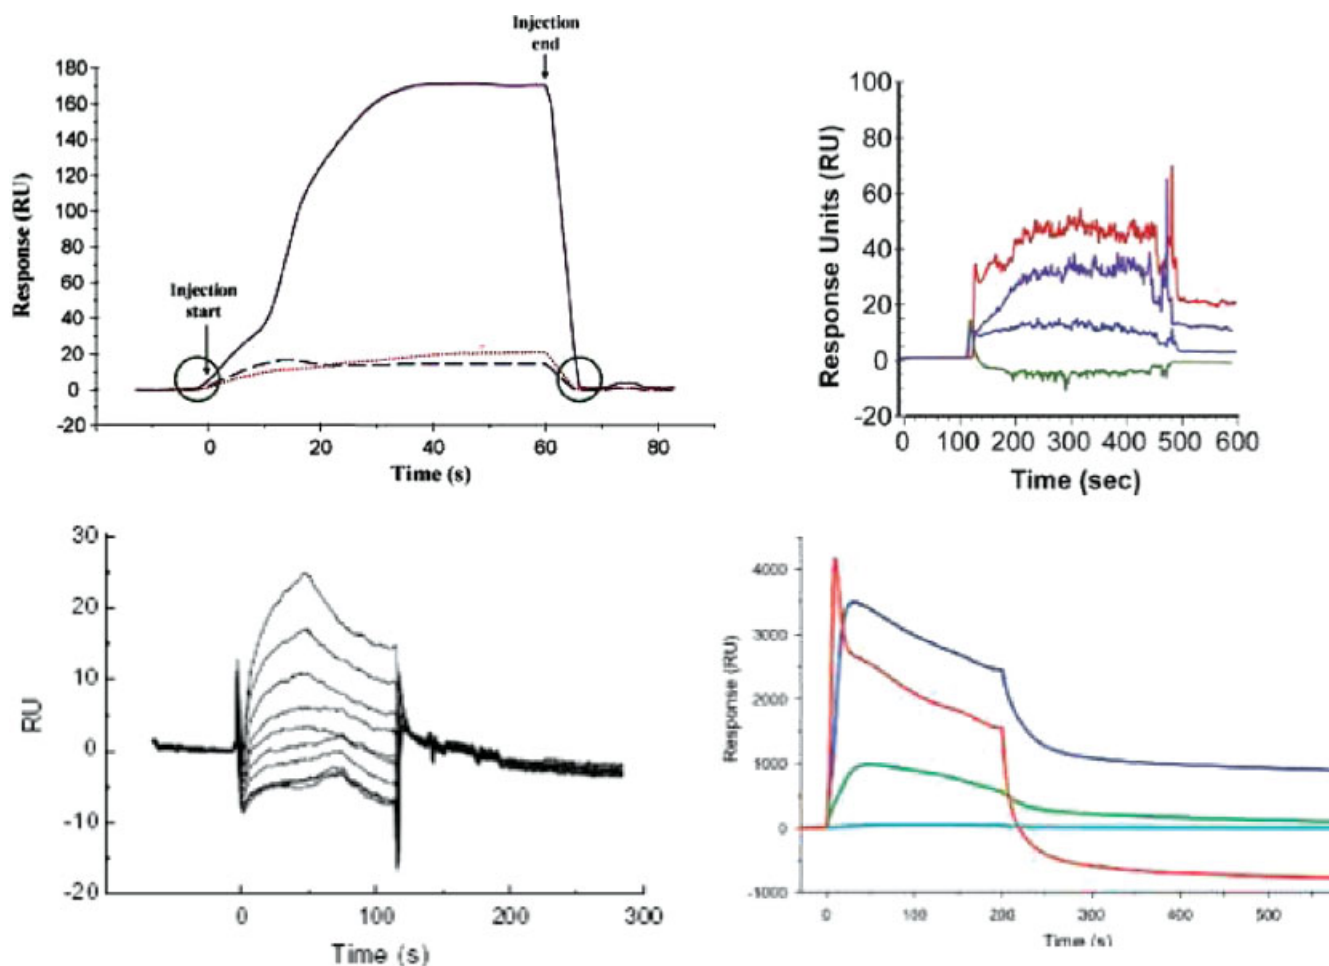 Injection
end
180
160
140
120
100
80
60
40
20
0
-20
Response (RU)
Injection
start
0 20 40 60 80
Time (s)
100
80
60
40
20
0
-20
Response Units (RU)
0 100 200 300 400 500 600
Time (sec)
30
20
10
0
-10
-20
RU
0 100 200 300
Time (s)
4000
3000
2000
1000
0
-1000
Response (RU)
0 100 200 300 400 500
Time (s)